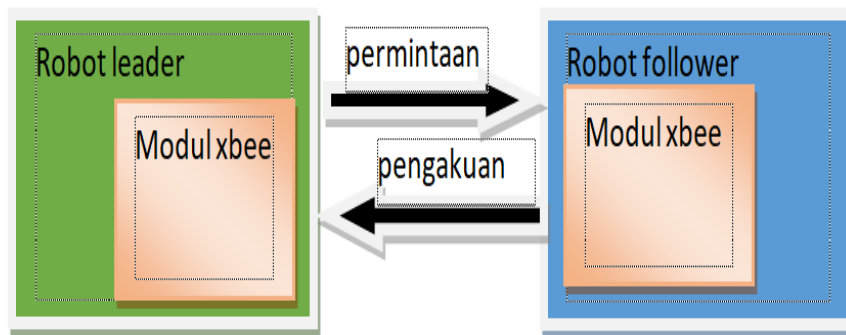 Robot leader
Modul xbee
permintaan
pengakuan
Robot follower
Modul xbee